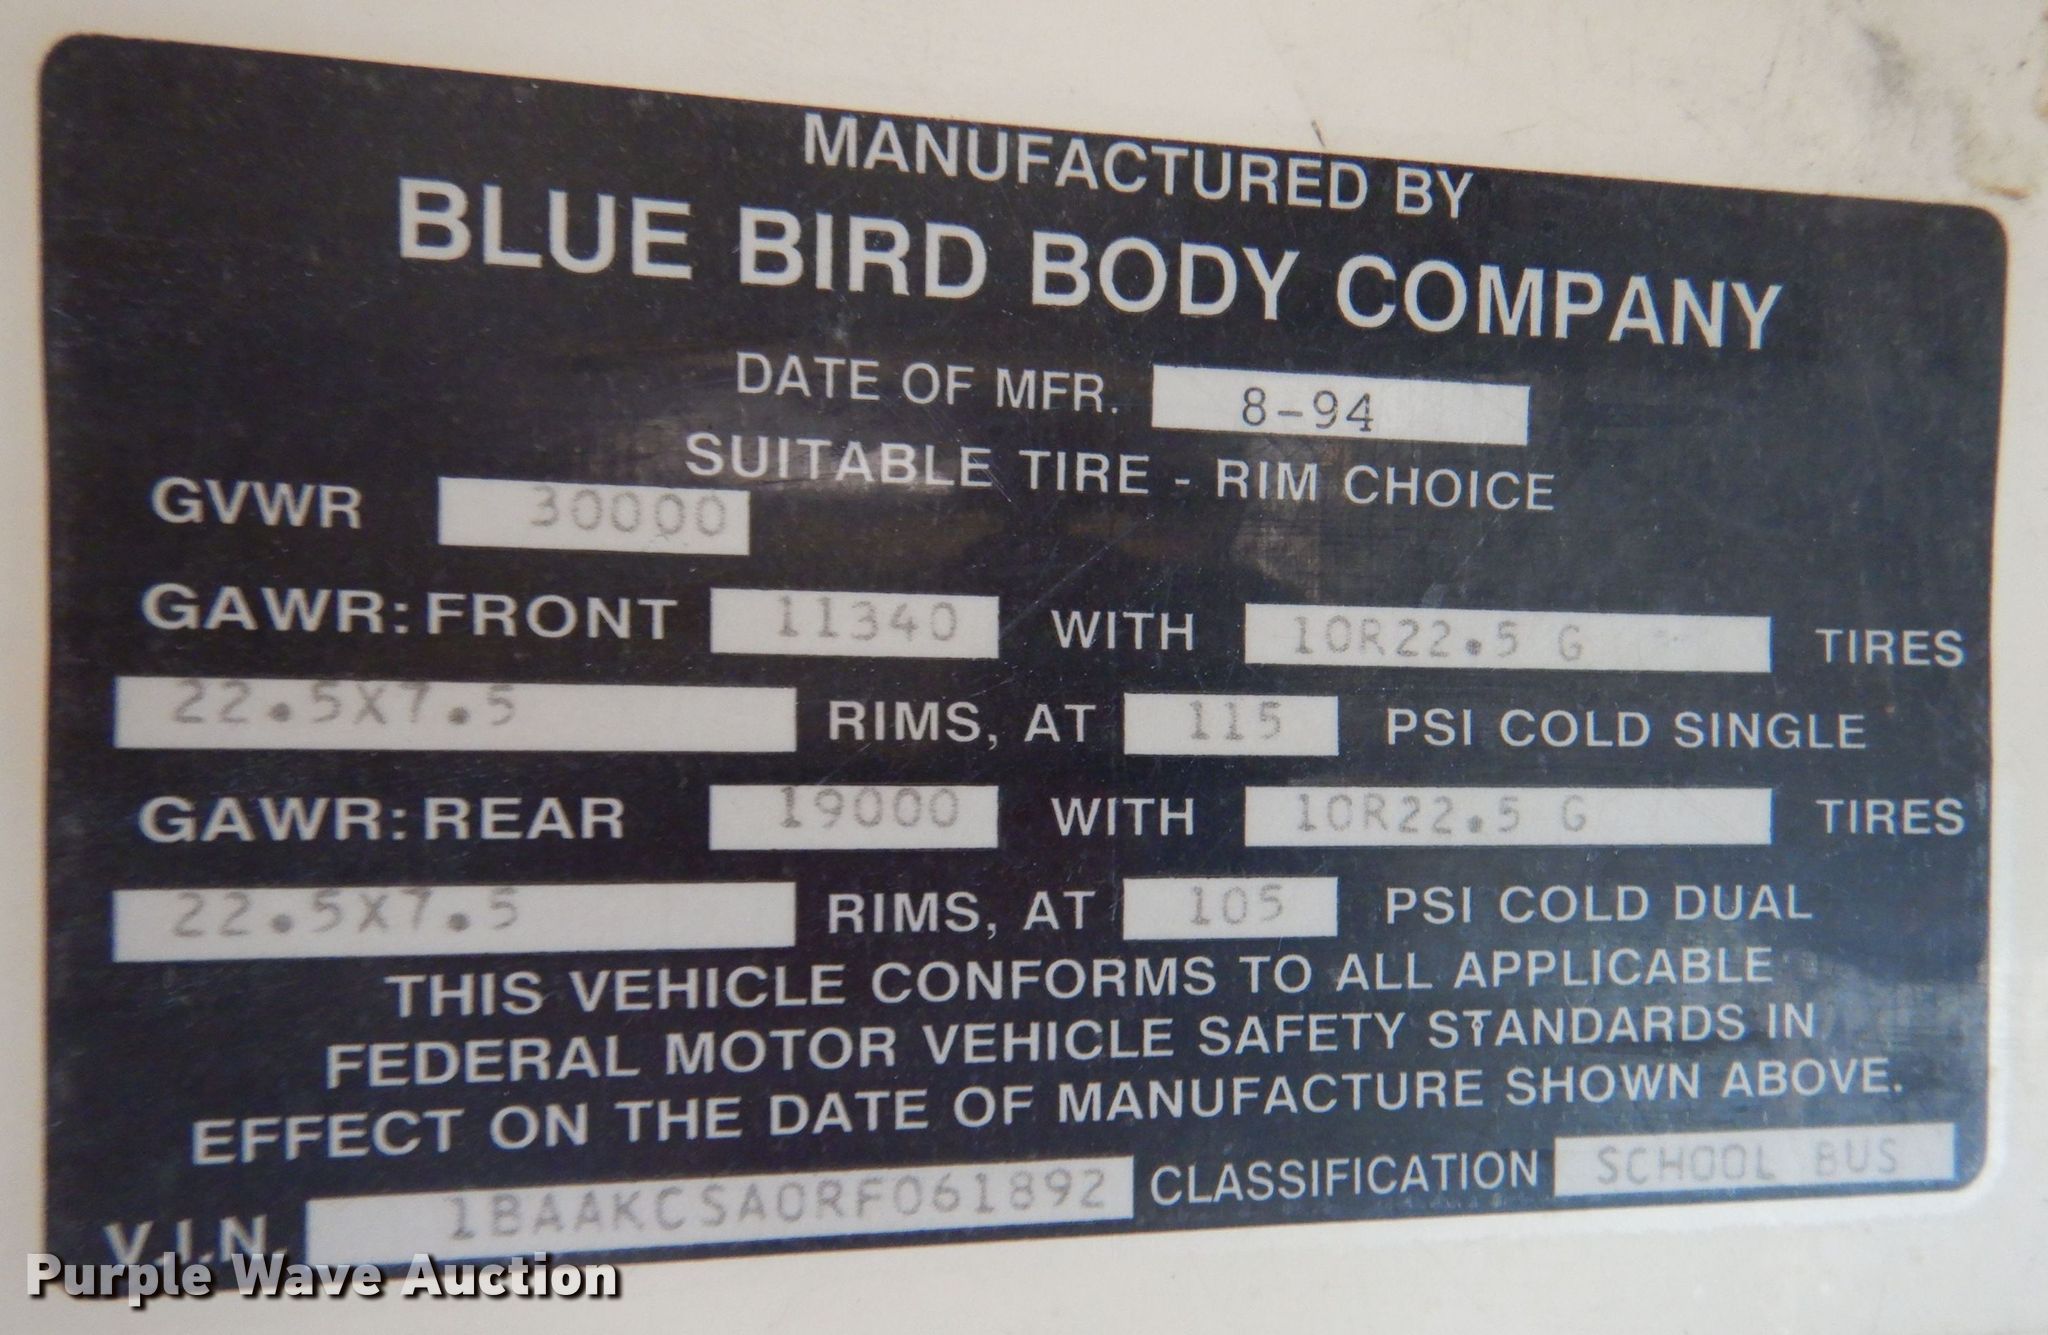 MANUFACTURED BY
BLUE BIRD BODY COMPANY
DATE OF MFR. 8-94
SUITABLE TIRE - RIM CHOICE
GVWR 30000
GAWR: FRONT 11340 WITH 10R22.5 G TIRES
22.5X7.5 RIMS, AT 115 PSI COLD SINGLE
GAWR: REAR 19000 WITH 10R22.5 G TIRES
22.5X7.5 RIMS, AT 105 PSI COLD DUAL
THIS VEHICLE CONFORMS TO ALL APPLICABLE
FEDERAL MOTOR VEHICLE SAFETY STANDARDS IN
EFFECT ON THE DATE OF MANUFACTURE SHOWN ABOVE.
V.I.N. 1BAAKCSA0RF061892 CLASSIFICATION SCHOOL BUS
Purple Wave Auction